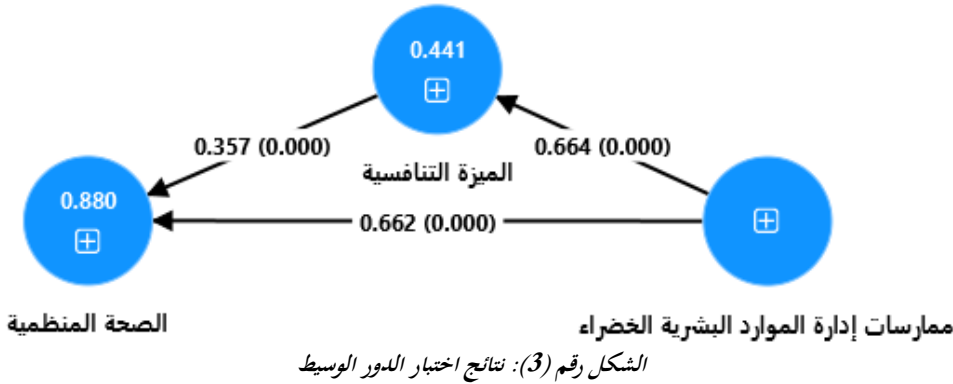 0.441
0.357 (0.000)
0.664 (0.000)
الميزة التنافسية
0.880
0.662 (0.000)
الصحة المنظمية
ممارسات إدارة الموارد البشرية الخضراء
الشكل رقم (3): نتائج اختبار الدور الوسيط